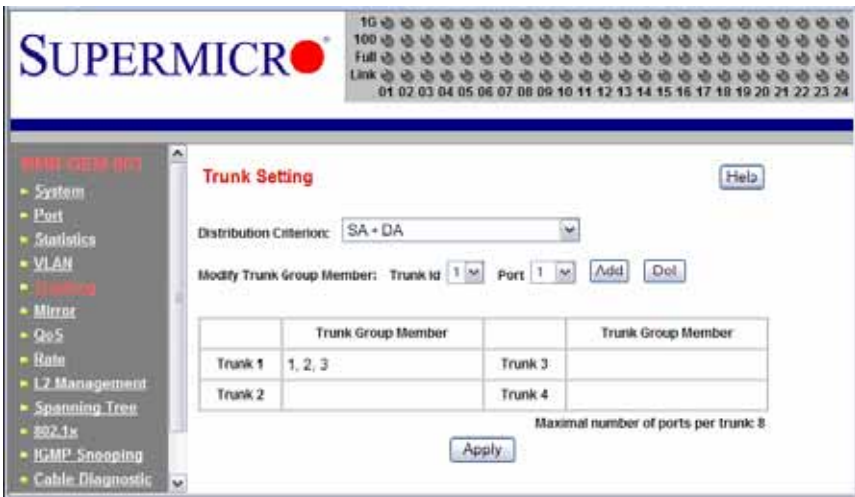 SUPERMICR
1G
100
Full
Link
01 02 03 04 05 06 07 08 09 10 11 12 13 14 15 16 17 18 19 20 21 22 23 24
System
Port
Statistics
VLAN
Mirror
QoS
Rate
L2 Management
Spanning Tree
802.1x
IGMP Snooping
Cable Diagnostic
Trunk Setting
Help
Distribution Criterion: SA + DA
Modify Trunk Group Member: Trunk Id 1 Port 1 Add Del
Trunk Group Member Trunk Group Member
Trunk 1 1, 2, 3 Trunk 3
Trunk 2 Trunk 4
Maximal number of ports per trunk: 8
Apply